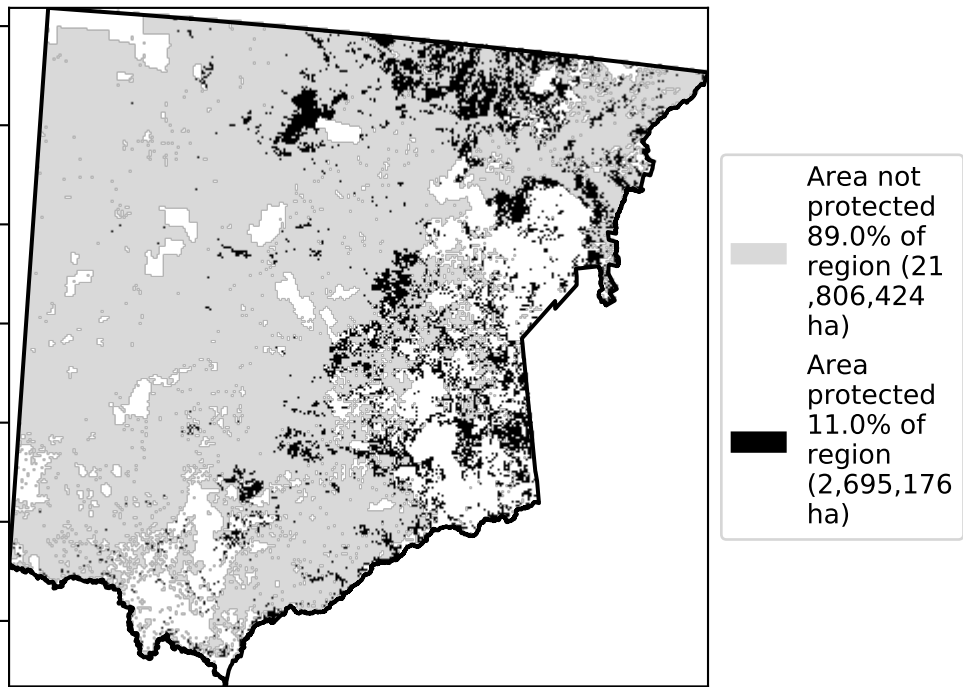 Area not
protected
89.0% of
region (21
,806,424
ha)
Area
protected
11.0% of
region
(2,695,176
ha)